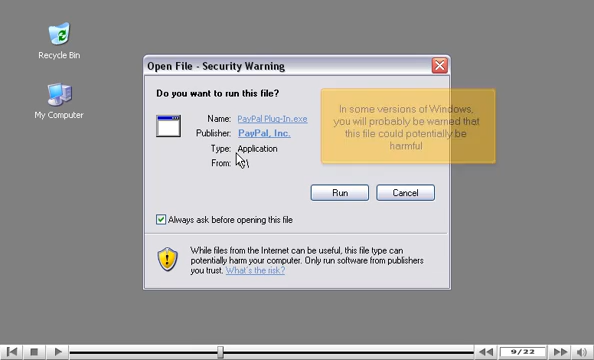 Recycle Bin
My Computer
Open File - Security Warning
Do you want to run this file?
Name: PayPal Plug-In.exe
Publisher: PayPal, Inc.
Type: Application
From: C:\
In some versions of Windows,
you will probably be warned that
this file could potentially be
harmful
Run
Cancel
Always ask before opening this file
While files from the Internet can be useful, this file type can
potentially harm your computer. Only run software from publishers
you trust. What's the risk?
9/22